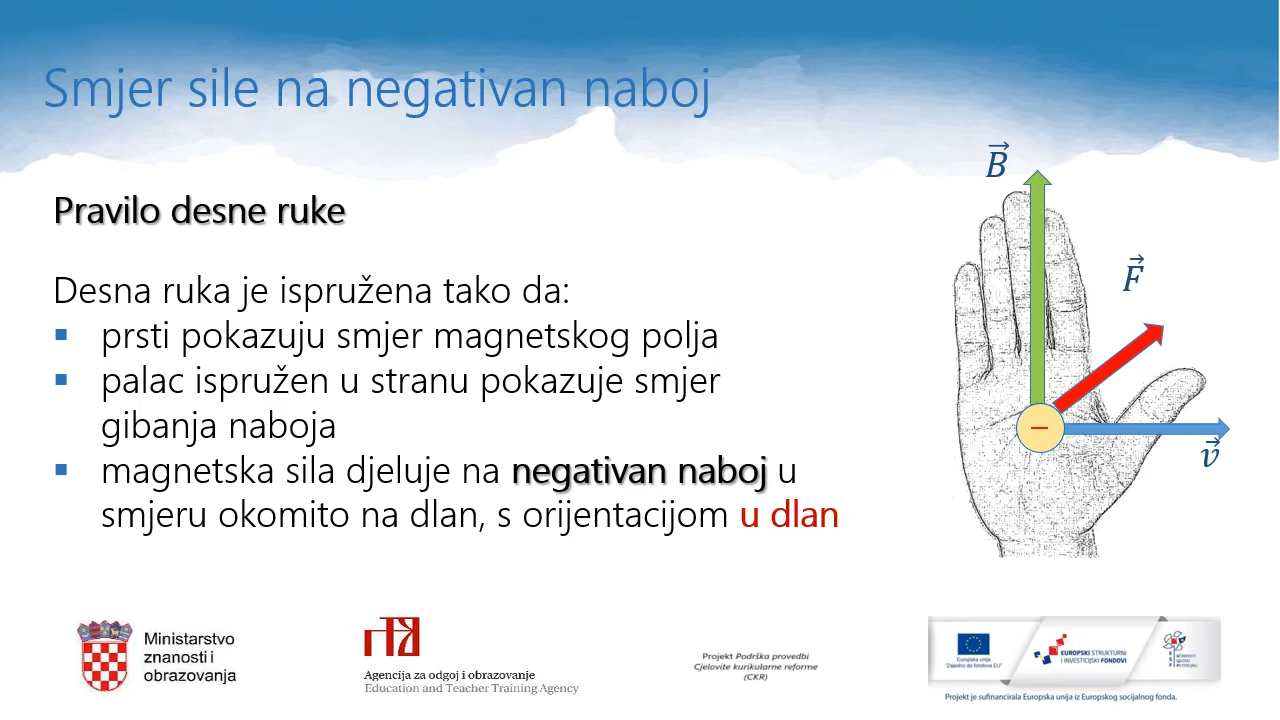 Smjer sile na negativan naboj
Pravilo desne ruke
Desna ruka je ispružena tako da:
▪ prsti pokazuju smjer magnetskog polja
▪ palac ispružen u stranu pokazuje smjer
gibanja naboja
▪ magnetska sila djeluje na negativan naboj u
smjeru okomito na dlan, s orijentacijom u dlan
B⃗
F⃗
−
v⃗
Ministarstvo
znanosti i
obrazovanja
Agencija za odgoj i obrazovanje
Education and Teacher Training Agency
Projekt Podrška provedbi
Cjelovite kurikularne reforme
(CKR)
Europska unija
"Zajedno do fondova EU"
EUROPSKI STRUKTURNI
I INVESTICIJSKI FONDOVI
Projekt je sufinancirala Europska unija iz Europskog socijalnog fonda.